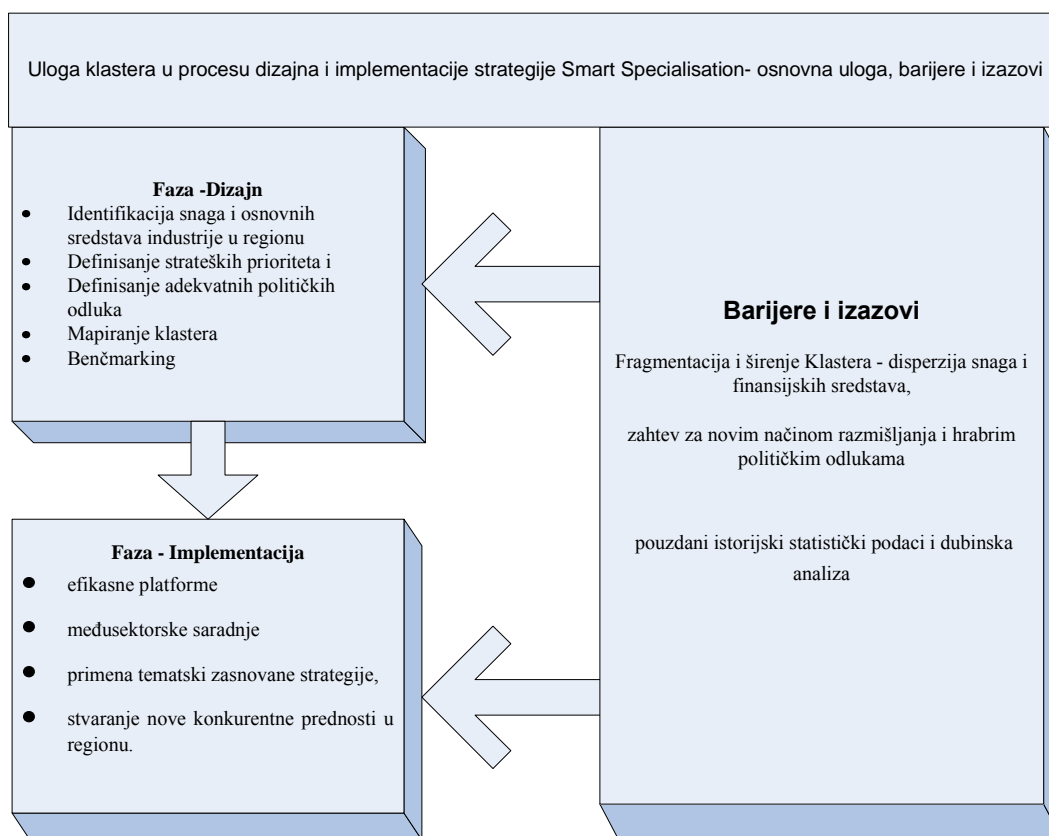 Uloga klastera u procesu dizajna i implementacije strategije Smart Specialisation- osnovna uloga, barijere i izazovi
Faza -Dizajn
• Identifikacija snaga i osnovnih
sredstava industrije u regionu
• Definisanje strateških prioriteta i
• Definisanje adekvatnih političkih
odluka
• Mapiranje klastera
• Benčmarking
Faza - Implementacija
• efikasne platforme
• međusektorske saradnje
• primena tematski zasnovane strategije,
• stvaranje nove konkurentne prednosti u
regionu.
Barijere i izazovi
Fragmentacija i širenje Klastera - disperzija snaga i
finansijskih sredstava,
zahtev za novim načinom razmišljanja i hrabrim
političkim odlukama
pouzdani istorijski statistički podaci i dubinska
analiza